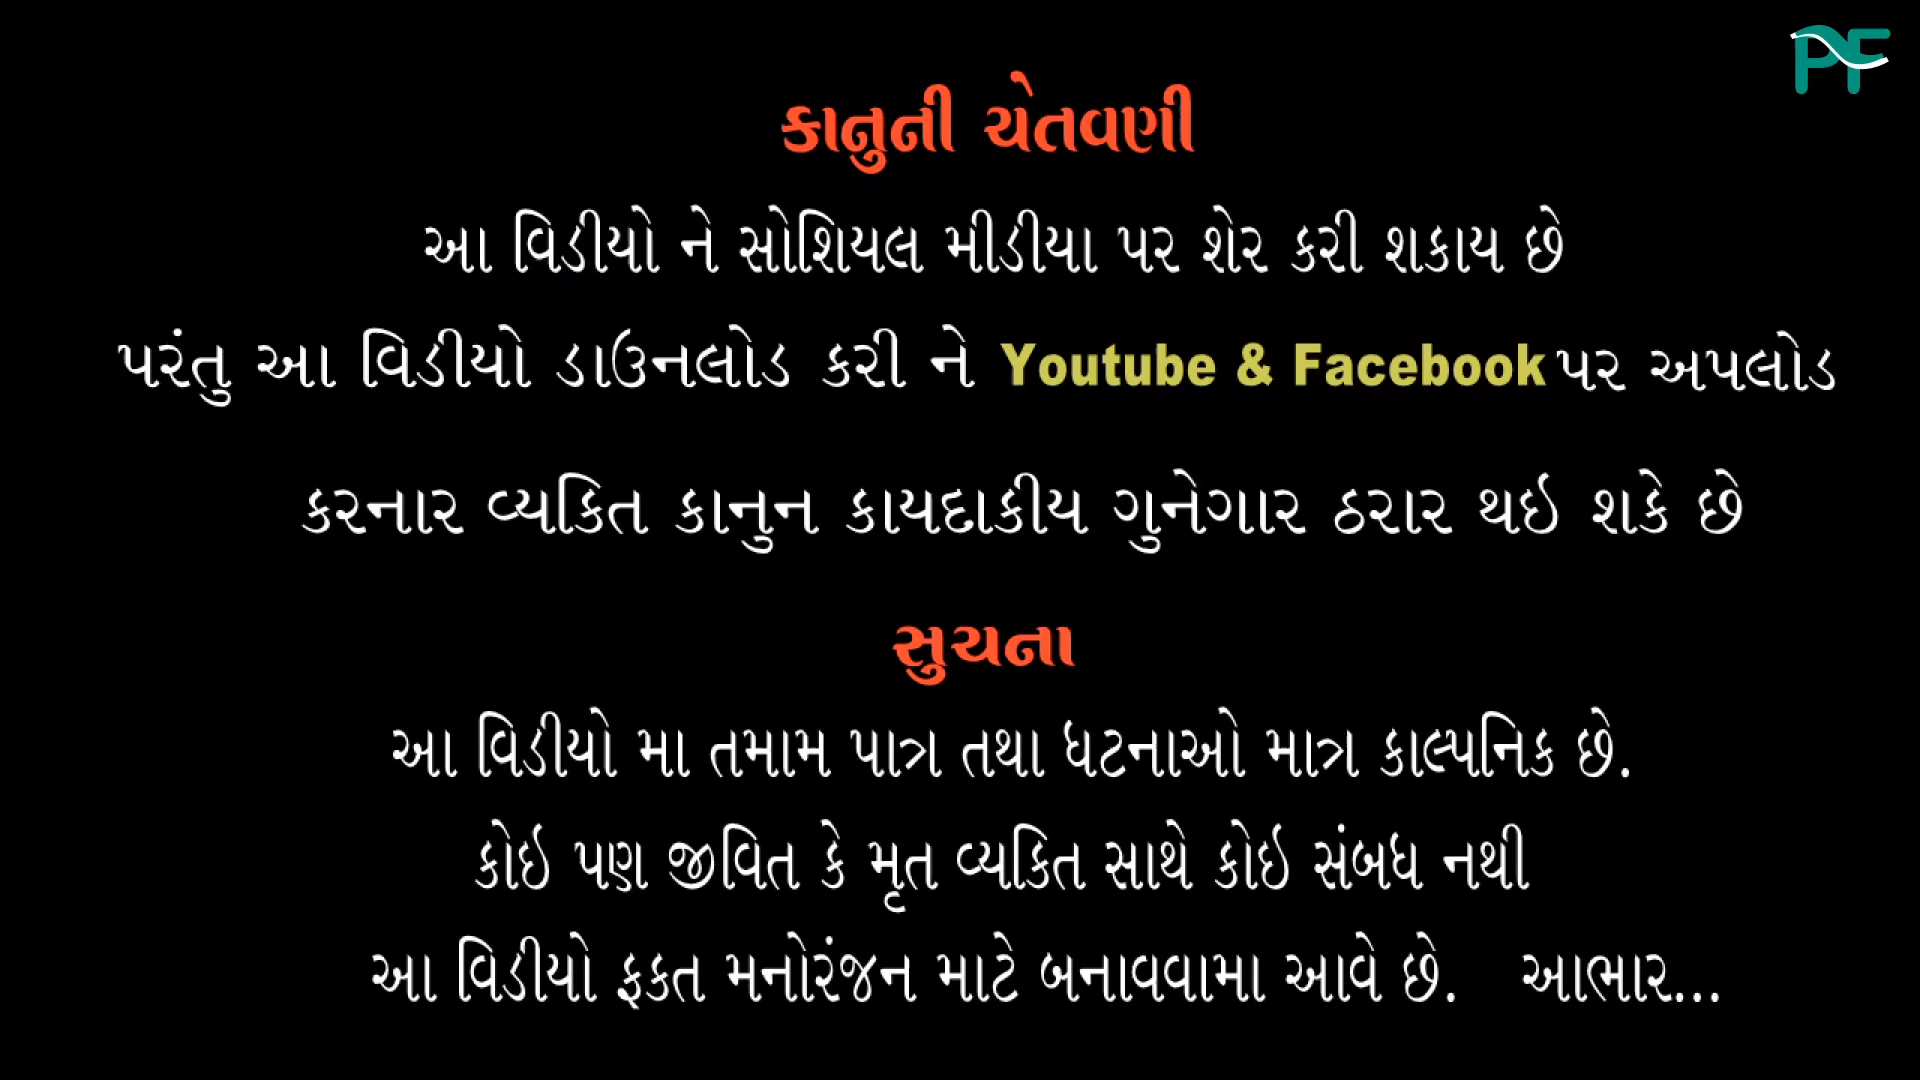 PF
કાનુની ચેતવણી
આ વિડીયો ને સોશિયલ મીડીયા પર શેર કરી શકાય છે
પરંતુ આ વિડીયો ડાઉનલોડ કરી ને Youtube & Facebook પર અપલોડ
કરનાર વ્યકિત કાનુન કાયદાકીય ગુનેગાર ઠરાર થઇ શકે છે
સુચના
આ વિડીયો મા તમામ પાત્ર તથા ધટનાઓ માત્ર કાલ્પનિક છે.
કોઇ પણ જીવિત કે મૃત વ્યકિત સાથે કોઇ સંબધ નથી
આ વિડીયો ફકત મનોરંજન માટે બનાવવામા આવે છે. આભાર...